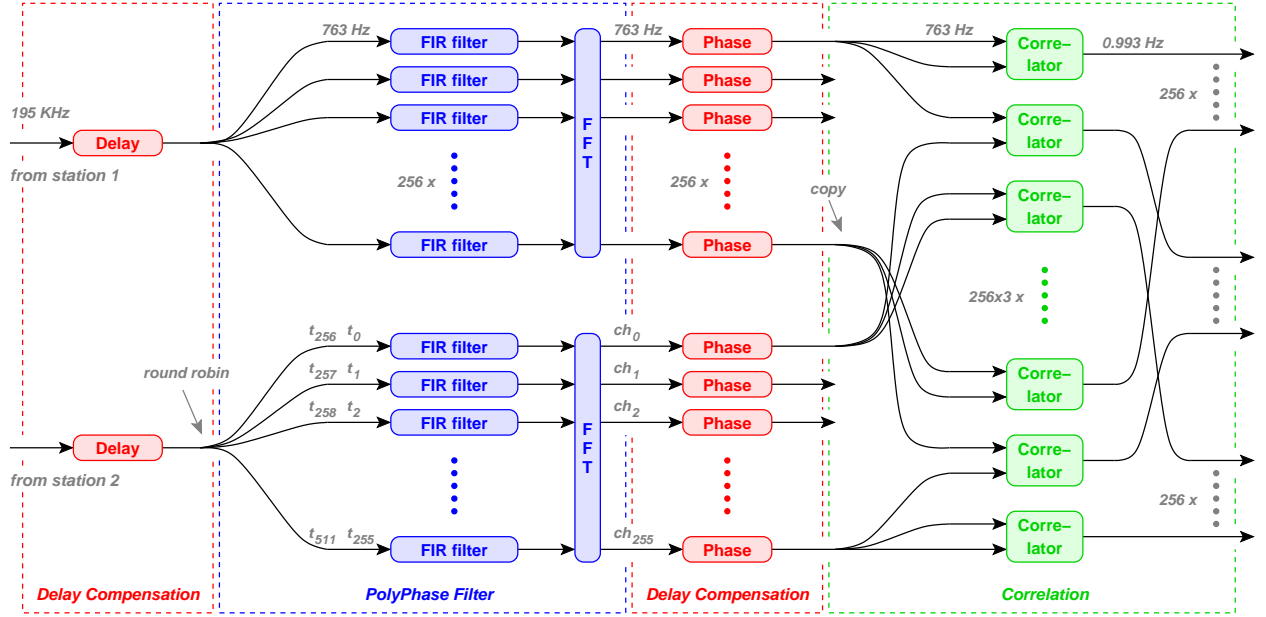 763 Hz FIR filter 763 Hz Phase 763 Hz Corre–
lator 0.993 Hz
FIR filter Phase
256 x
195 KHz FIR filter F Phase Corre–
Delay F lator
T
from station 1 256 x 256 x copy Corre–
lator
FIR filter Phase
256x3 x
t256 t0 FIR filter ch0 Phase
round robin t257 t1 FIR filter ch1 Phase Corre–
lator
t258 t2 FIR filter F ch2 Phase
Delay F Corre–
T lator
from station 2 256 x
t511 t255 FIR filter ch255 Phase Corre–
lator
Delay Compensation PolyPhase Filter Delay Compensation Correlation